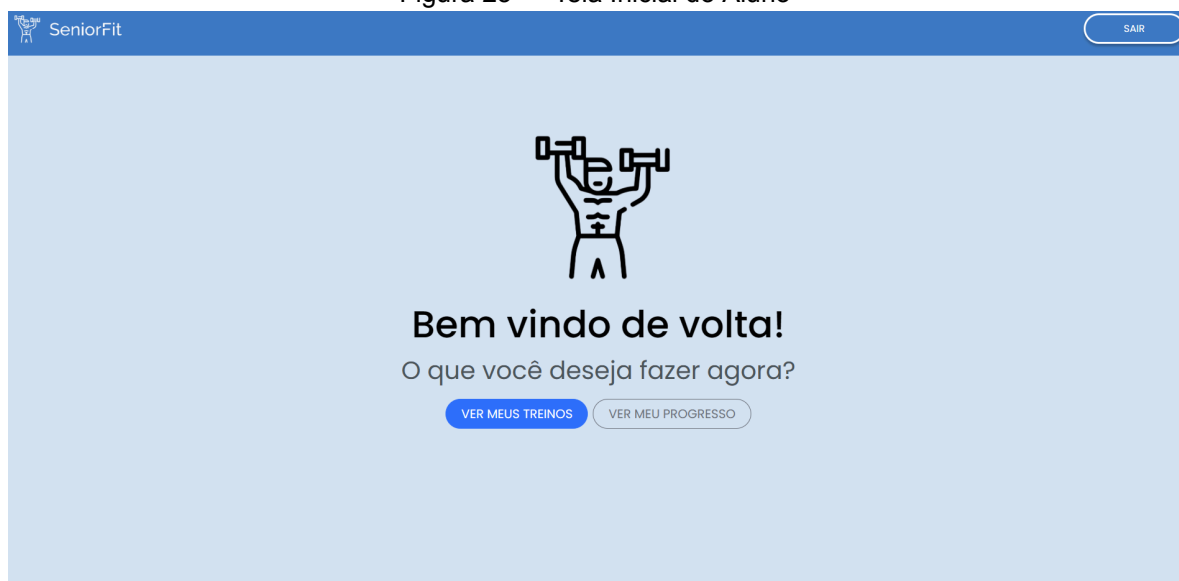 SeniorFit
SAIR
Bem vindo de volta!
O que você deseja fazer agora?
VER MEUS TREINOS
VER MEU PROGRESSO